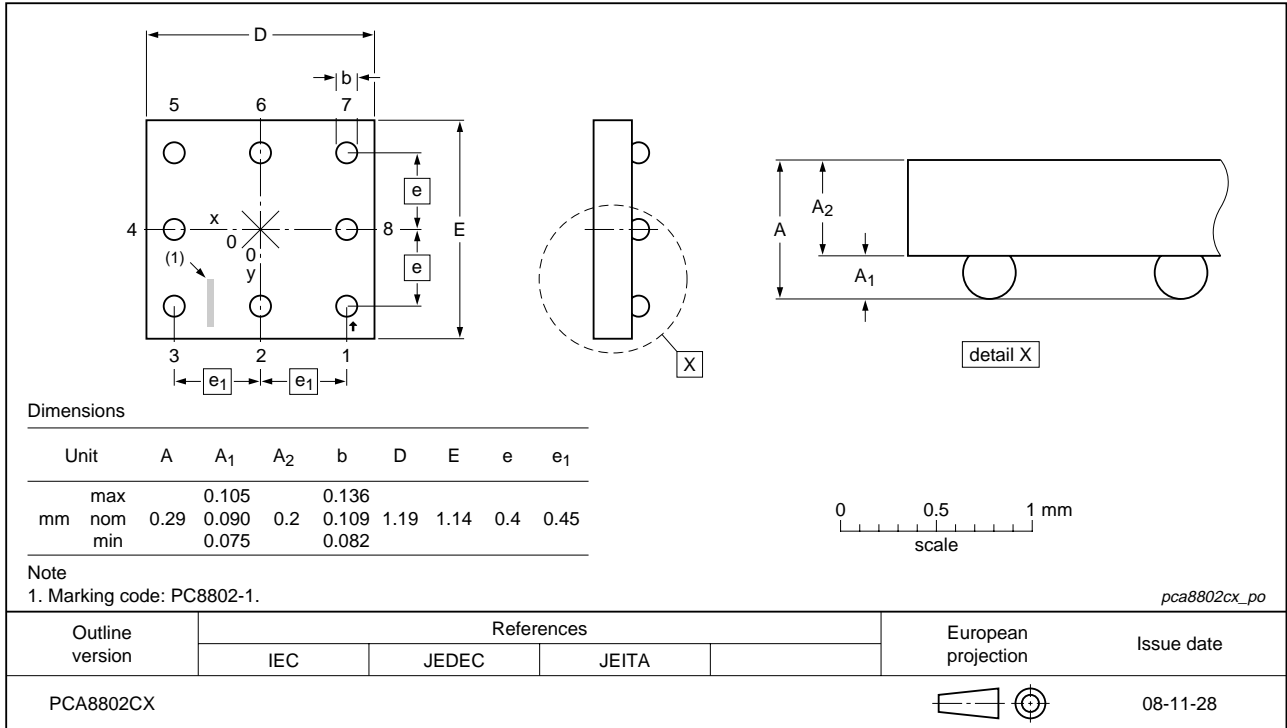 D
b
5 6 7
e
4 x 8 E
0
0
(1) y e
3 2 1
e1 e1
X
A A2
A1
detail X
Dimensions
Unit A A1 A2 b D E e e1
max 0.105 0.136
mm nom 0.29 0.090 0.2 0.109 1.19 1.14 0.4 0.45
min 0.075 0.082
0 0.5 1 mm
scale
Note
1. Marking code: PC8802-1.
pca8802cx_po
Outline version References European projection Issue date
IEC JEDEC JEITA
PCA8802CX 08-11-28